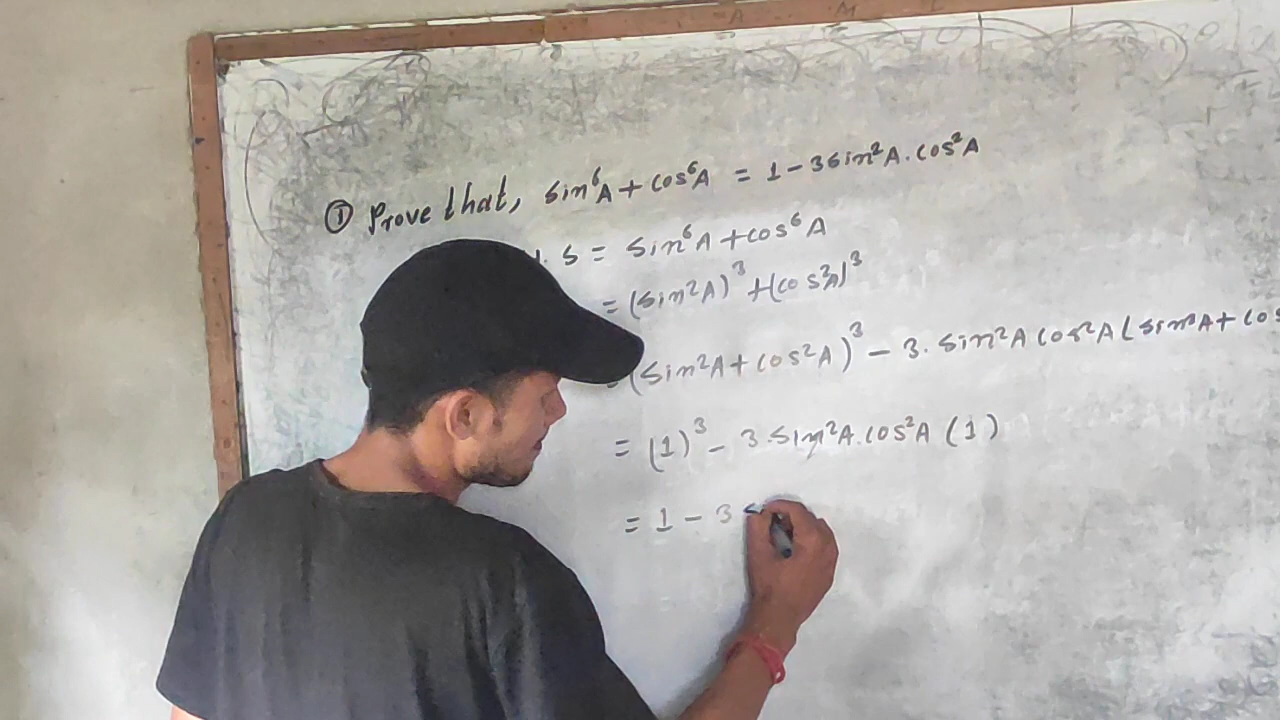 ① Prove that, sin⁶A + cos⁶A = 1 - 3sin²A.cos²A
. S = sin⁶A + cos⁶A
= (sin²A)³ + (cos²A)³
(sin²A + cos²A)³ - 3. sin²A cos²A (sin²A + cos
= (1)³ - 3.sin²A.cos²A (1)
= 1 - 3 s